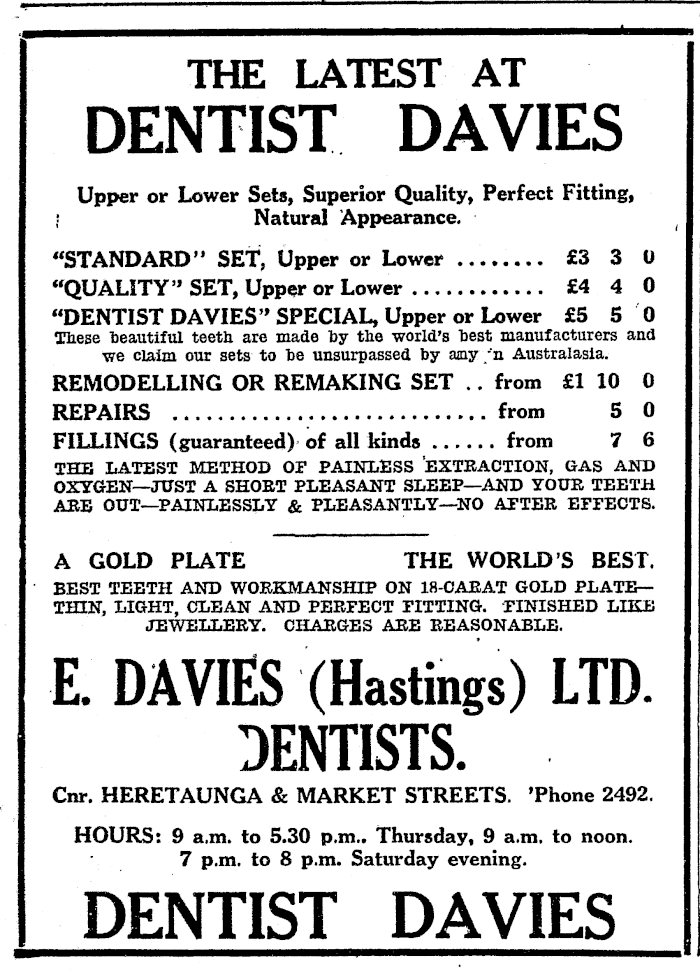 THE LATEST AT
DENTIST DAVIES
Upper or Lower Sets, Superior Quality, Perfect Fitting,
Natural Appearance.
"STANDARD" SET, Upper or Lower ........ £3 3 0
"QUALITY" SET, Upper or Lower ............ £4 4 0
"DENTIST DAVIES" SPECIAL, Upper or Lower £5 5 0
These beautiful teeth are made by the world's best manufacturers and
we claim our sets to be unsurpassed by any 'n Australasia.
REMODELLING OR REMAKING SET .. from £1 10 0
REPAIRS ........................... from 5 0
FILLINGS (guaranteed) of all kinds ...... from 7 6
THE LATEST METHOD OF PAINLESS EXTRACTION, GAS AND
OXYGEN—JUST A SHORT PLEASANT SLEEP—AND YOUR TEETH
ARE OUT—PAINLESSLY & PLEASANTLY—NO AFTER EFFECTS.
A GOLD PLATE THE WORLD'S BEST.
BEST TEETH AND WORKMANSHIP ON 18-CARAT GOLD PLATE—
THIN, LIGHT, CLEAN AND PERFECT FITTING. FINISHED LIKE
JEWELLERY. CHARGES ARE REASONABLE.
E. DAVIES (Hastings) LTD.
DENTISTS.
Cnr. HERETAUNGA & MARKET STREETS. 'Phone 2492.
HOURS: 9 a.m. to 5.30 p.m.. Thursday, 9 a.m. to noon.
7 p.m. to 8 p.m. Saturday evening.
DENTIST DAVIES